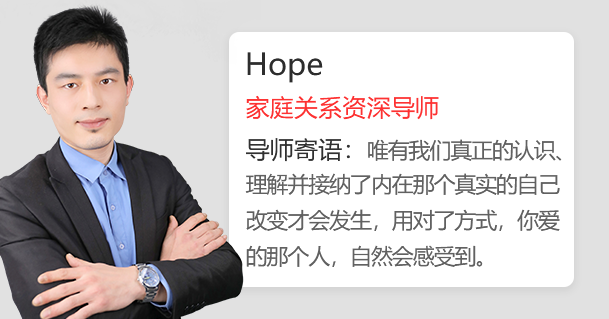 Hope
家庭关系资深导师
导师寄语：唯有我们真正的认识、
理解并接纳了内在那个真实的自己
改变才会发生，用对了方式，你爱
的那个人，自然会感受到。